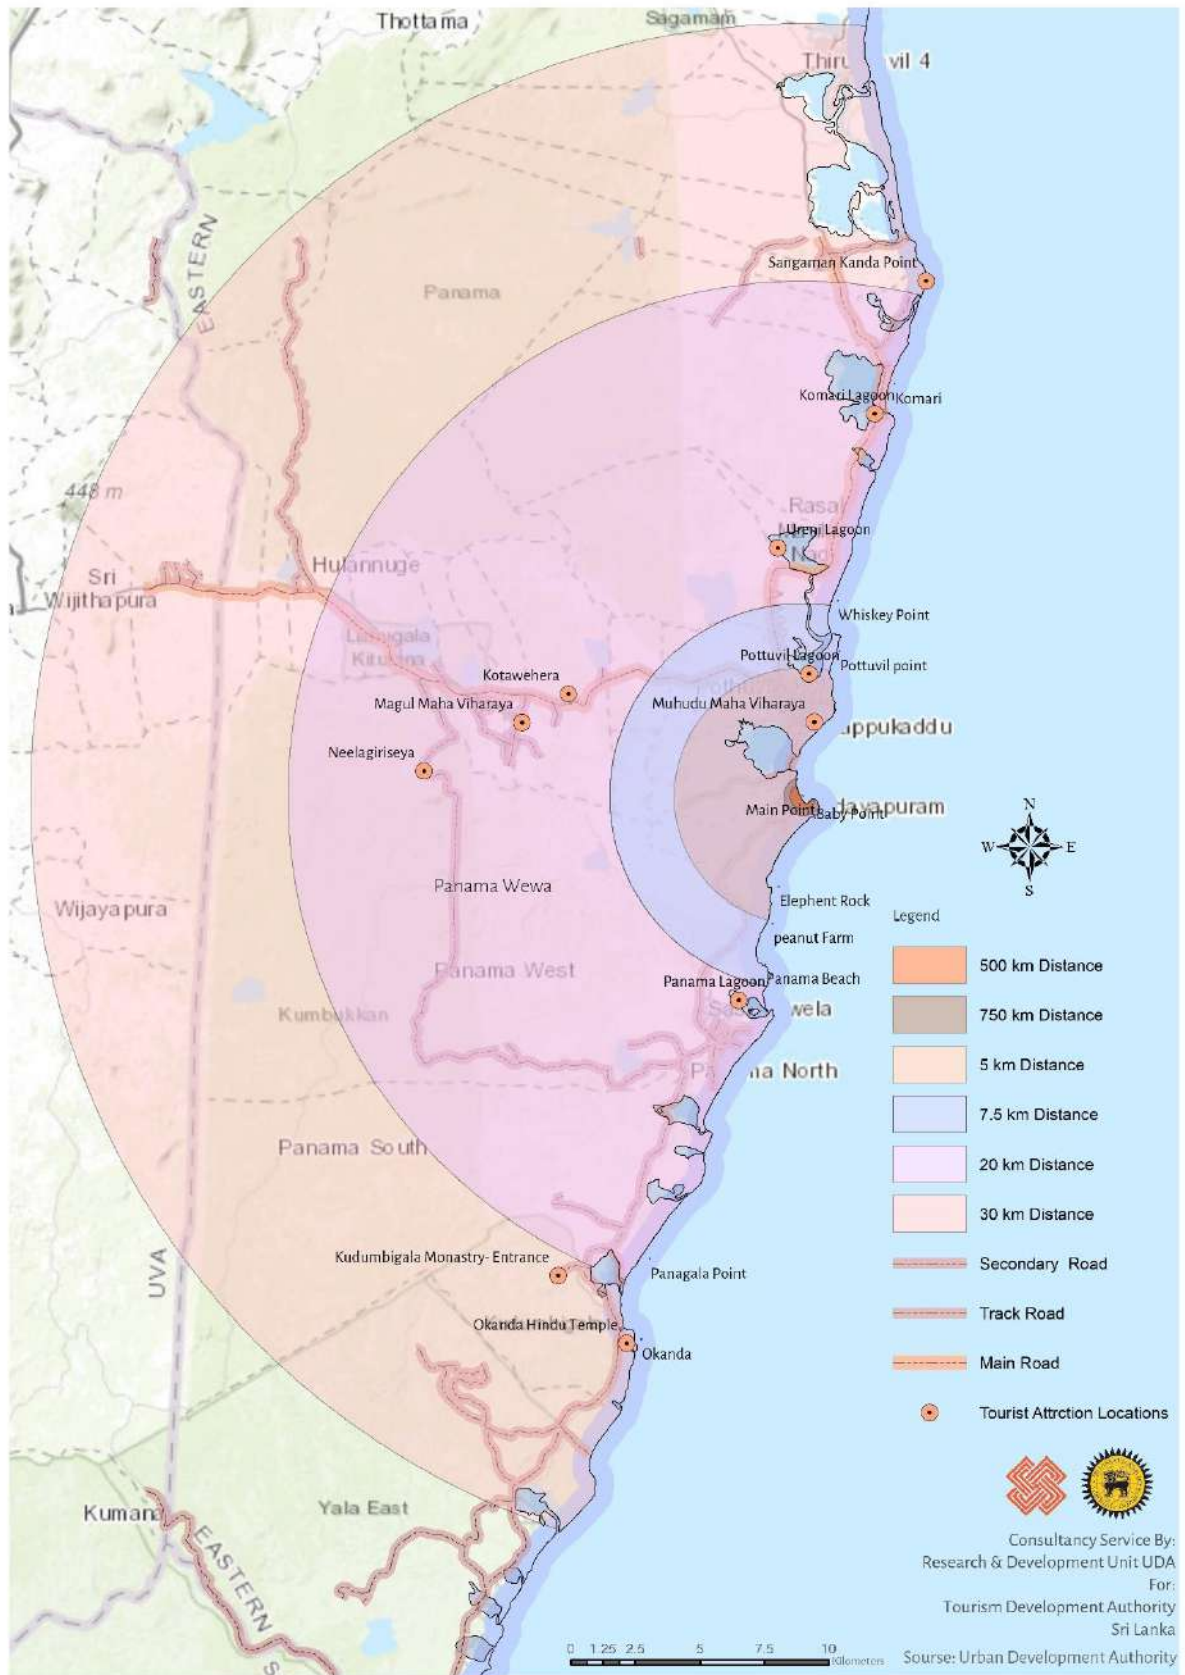 Thottama
Sagamam
Thiru
vil 4
EASTERN
Sangaman Kanda Point
Panama
Komari Lagoon
Komari
448 m
Rasal
Ureni Lagoon
Hulannuge
Sri
Wijithapura
Whiskey Point
Pottuvil Lagoon
Pottuvil point
Kotawehera
Magul Maha Viharaya
Muhudu Maha Viharaya
appukaddu
Neelagiriseya
Main Point
Baby Point
dayapuram
N
W
E
S
Panama Wewa
Elephent Rock
Wijayapura
peanut Farm
Panama West
Panama Lagoon
Panama Beach
wela
Kumbukkan
na North
Panama South
UVA
Kudumbigala Monastry- Entrance
Panagala Point
Okanda Hindu Temple
Okanda
Yala East
Kumana
EASTERN
S
Legend
500 km Distance
750 km Distance
5 km Distance
7.5 km Distance
20 km Distance
30 km Distance
Secondary Road
Track Road
Main Road
Tourist Attrction Locations
Consultancy Service By:
Research & Development Unit UDA
For:
Tourism Development Authority
Sri Lanka
0 1.25 2.5 5 7.5 10
Kilometers
Sourse: Urban Development Authority